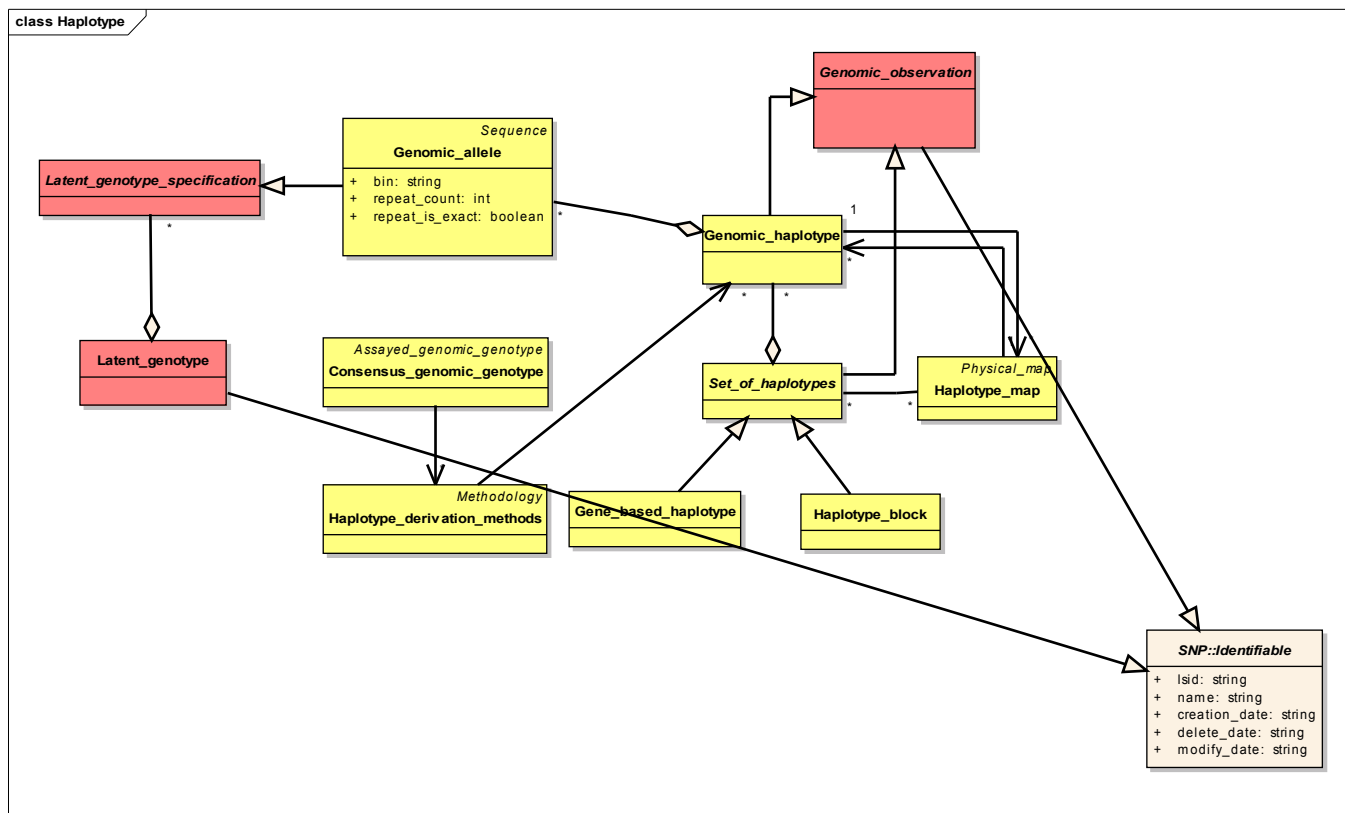 class Haplotype
Genomic_observation
Sequence
Genomic_allele
+ bin: string
+ repeat_count: int
+ repeat_is_exact: boolean
Latent_genotype_specification
*
*
1
Genomic_haplotype
*
*
*
Latent_genotype
Assayed_genomic_genotype
Consensus_genomic_genotype
Set_of_haplotypes
*
*
Physical_map
Haplotype_map
Methodology
Haplotype_derivation_methods
Gene_based_haplotype
Haplotype_block
SNP::Identifiable
+ lsid: string
+ name: string
+ creation_date: string
+ delete_date: string
+ modify_date: string